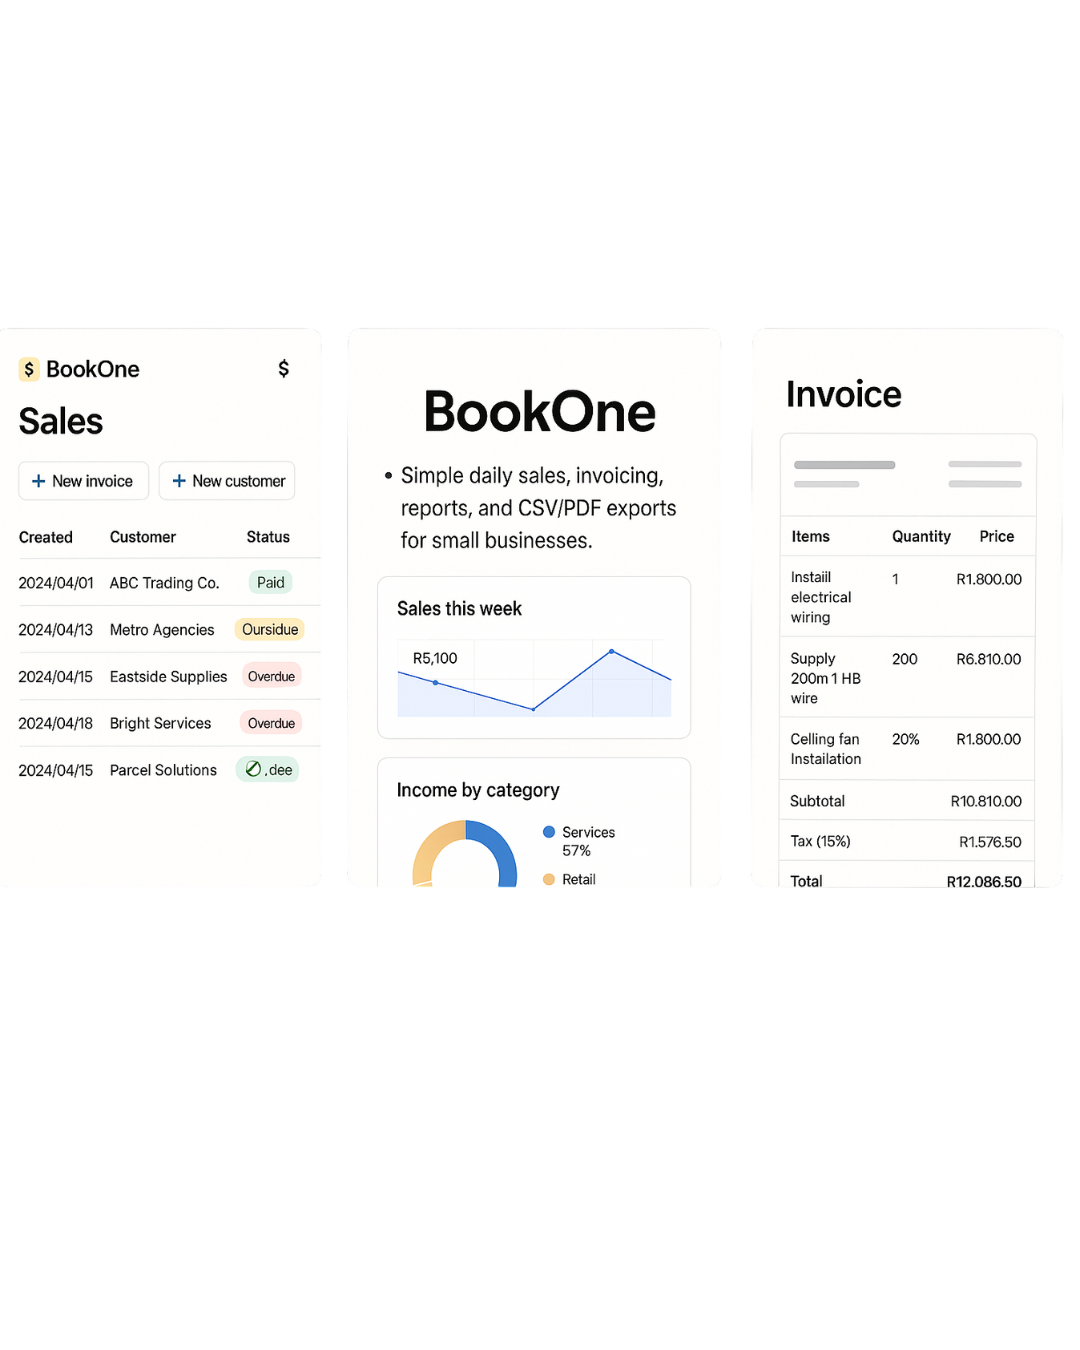 $ BookOne $
Sales
+ New invoice + New customer
Created Customer Status
2024/04/01 ABC Trading Co. Paid
2024/04/13 Metro Agencies Oursidue
2024/04/15 Eastside Supplies Overdue
2024/04/18 Bright Services Overdue
2024/04/15 Parcel Solutions .dee
BookOne
• Simple daily sales, invoicing,
reports, and CSV/PDF exports
for small businesses.
Sales this week
R5,100
Income by category
Services
57%
Retail
Invoice
Items Quantity Price
Instaiil 1 R1.800.00
electrical
wiring
Supply 200 R6.810.00
200m 1 HB
wire
Celling fan 20% R1.800.00
Instailation
Subtotal R10.810.00
Tax (15%) R1.576.50
Total R12.086.50